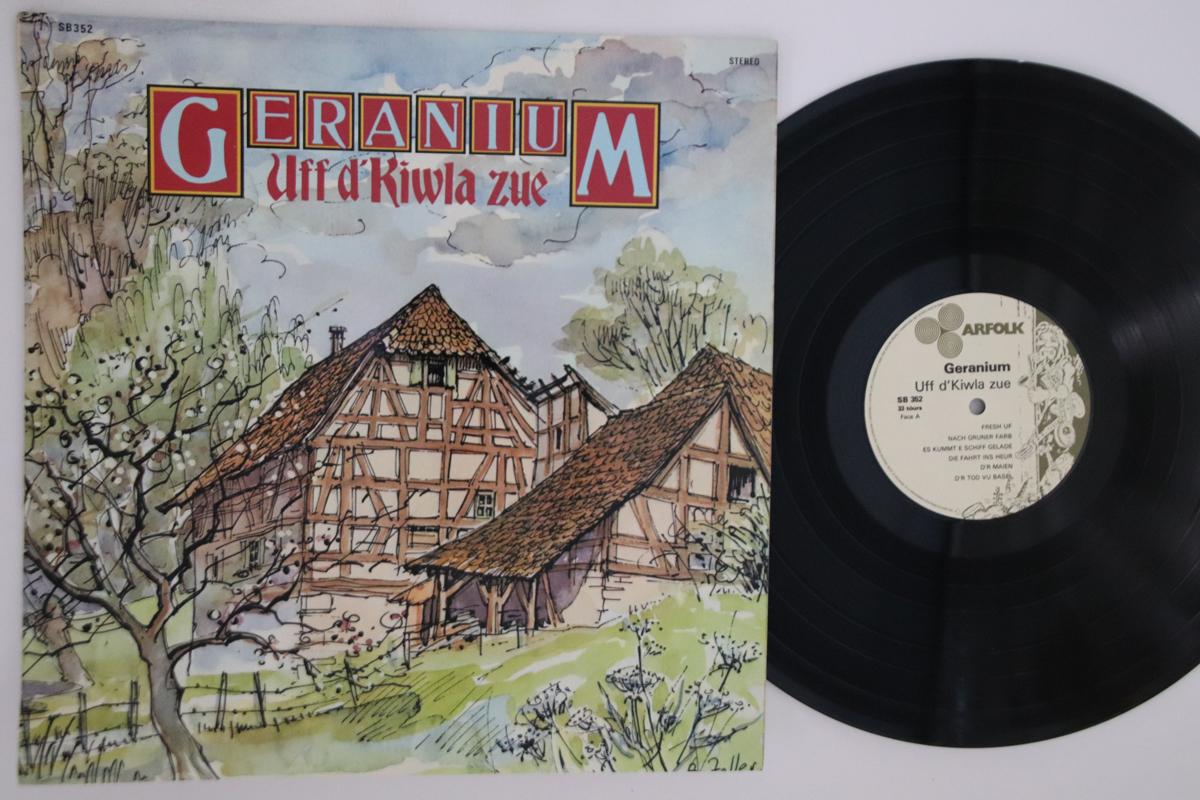 SB352
STEREO
GERANIUM
Uff d'Kiwla zue
ARFOLK
Geranium
Uff d'Kiwla zue
SB 352
33 tours
Face A
FRESH UF
NACH GRUNER FARB
ES KUMMT E SCHIFF GELADE
DIE FAHRT INS HEUR
D'R MAIEN
D'R TOD VU BASEL